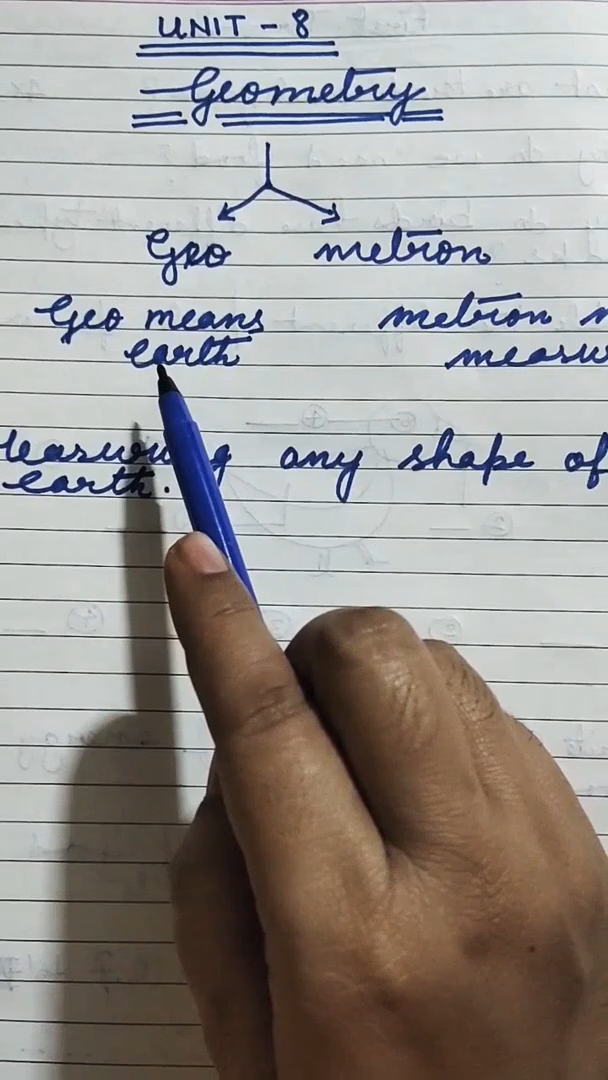 UNIT - 8
Geometry
Geo metron
Geo means metron
earth
any shape of
earth.